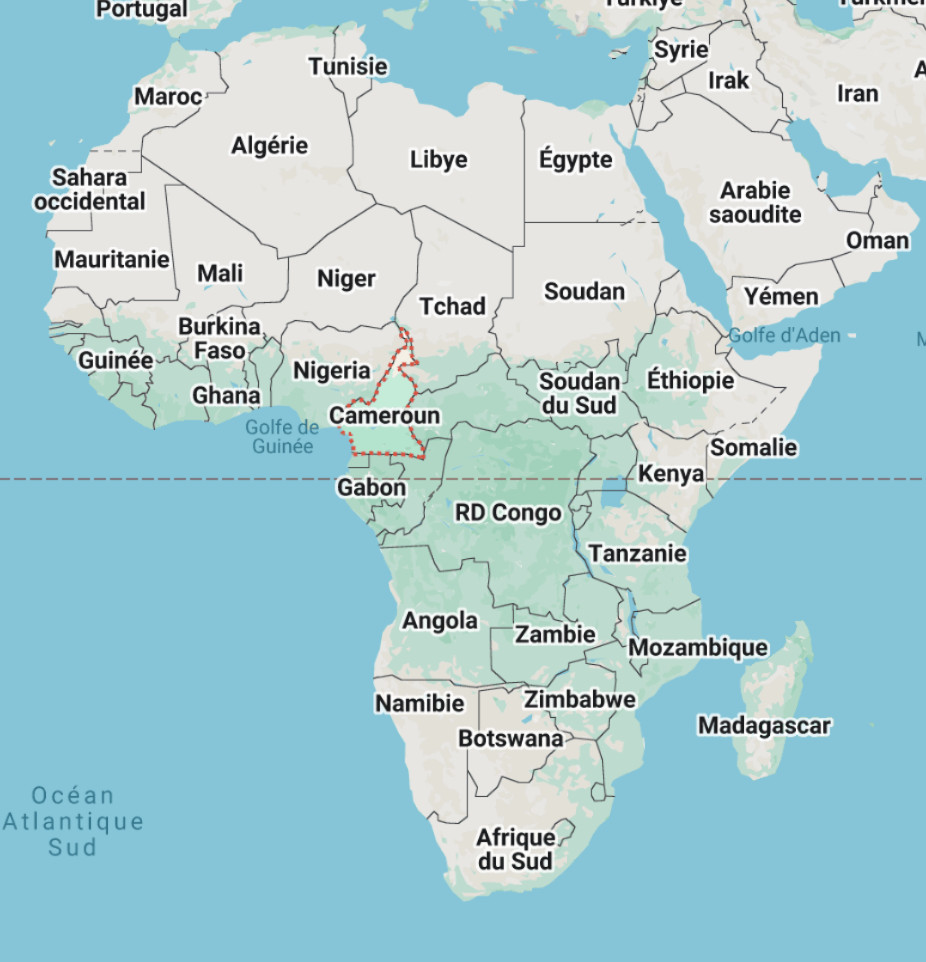 Portugal
Tunisie
Syrie
Irak
Iran
Maroc
Algérie
Libye
Égypte
Sahara
occidental
Arabie
saoudite
Oman
Mauritanie
Mali
Niger
Tchad
Soudan
Yémen
Golfe d'Aden
Burkina
Faso
Guinée
Nigeria
Ghana
Soudan
du Sud
Éthiopie
Cameroun
Golfe de
Guinée
Somalie
Kenya
Gabon
RD Congo
Tanzanie
Angola
Zambie
Mozambique
Namibie
Zimbabwe
Botswana
Madagascar
Océan
Atlantique
Sud
Afrique
du Sud